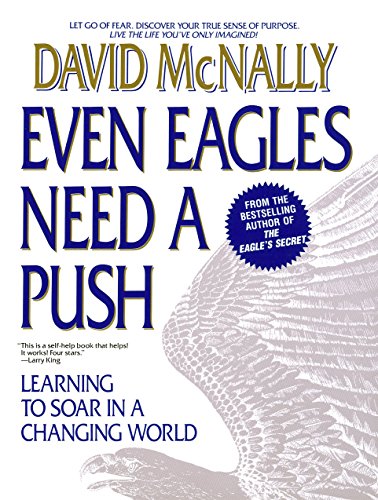 LET GO OF FEAR. DISCOVER YOUR TRUE SENSE OF PURPOSE.
LIVE THE LIFE YOU'VE ONLY IMAGINED!
DAVID McNALLY
EVEN EAGLES
NEED A
PUSH
FROM THE
BESTSELLING
AUTHOR OF
THE
EAGLE'S SECRET
"This is a self-help book that helps!
It works! Four stars."
—Larry King
LEARNING
TO SOAR IN A
CHANGING WORLD